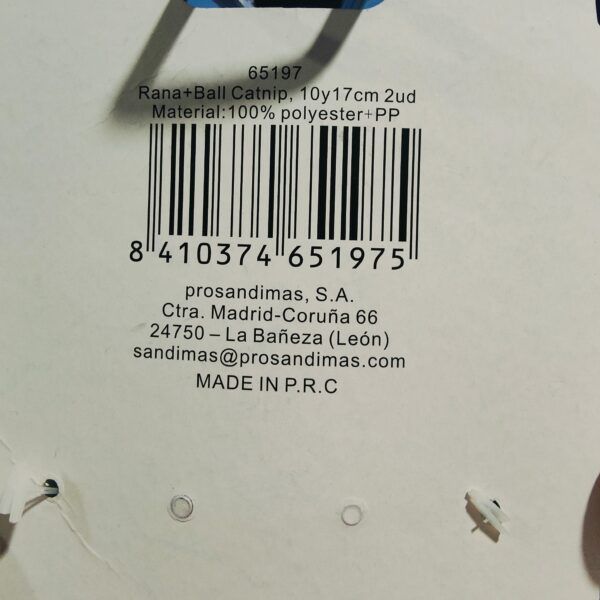 65197
Rana+Ball Catnip, 10y17cm 2ud
Material:100% polyester+PP
8 410374 651975
prosandimas, S.A.
Ctra. Madrid-Coruña 66
24750 – La Bañeza (León)
sandimas@prosandimas.com
MADE IN P.R.C